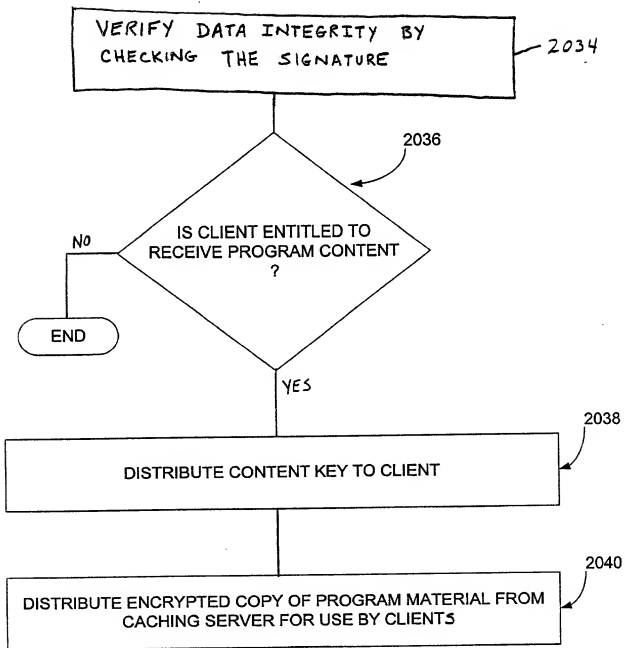 VERIFY DATA INTEGRITY BY
CHECKING THE SIGNATURE
2034
2036
IS CLIENT ENTITLED TO
RECEIVE PROGRAM CONTENT
?
NO
END
YES
2038
DISTRIBUTE CONTENT KEY TO CLIENT
2040
DISTRIBUTE ENCRYPTED COPY OF PROGRAM MATERIAL FROM
CACHING SERVER FOR USE BY CLIENTS